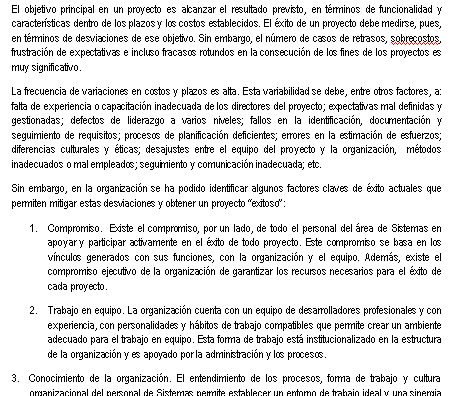 El objetivo principal en un proyecto es alcanzar el resultado previsto, en términos de funcionalidad y
características dentro de los plazos y los costos establecidos. El éxito de un proyecto debe medirse, pues,
en términos de desviaciones de ese objetivo. Sin embargo, el número de casos de retrasos, sobrecostos,
frustración de expectativas e incluso fracasos rotundos en la consecución de los fines de los proyectos es
muy significativo.
La frecuencia de variaciones en costos y plazos es alta. Esta variabilidad se debe, entre otros factores, a:
falta de experiencia o capacitación inadecuada de los directores del proyecto; expectativas mal definidas y
gestionadas; defectos de liderazgo a varios niveles; fallos en la identificación, documentación y
seguimiento de requisitos; procesos de planificación deficientes; errores en la estimación de esfuerzos;
diferencias culturales y éticas; desajustes entre el equipo del proyecto y la organización, métodos
inadecuados o mal empleados; seguimiento y comunicación inadecuada; etc.
Sin embargo, en la organización se ha podido identificar algunos factores claves de éxito actuales que
permiten mitigar estas desviaciones y obtener un proyecto “exitoso”:
1. Compromiso. Existe el compromiso, por un lado, de todo el personal del área de Sistemas en
apoyar y participar activamente en el éxito de todo proyecto. Este compromiso se basa en los
vínculos generados con sus funciones, con la organización y el equipo. Además, existe el
compromiso ejecutivo de la organización de garantizar los recursos necesarios para el éxito de
cada proyecto.
2. Trabajo en equipo. La organización cuenta con un equipo de desarrolladores profesionales y con
experiencia, con personalidades y hábitos de trabajo compatibles que permite crear un ambiente
adecuado para el trabajo en equipo. Esta forma de trabajo está institucionalizado en la estructura
de la organización y es apoyado por la administración y los procesos.
3. Conocimiento de la organización. El entendimiento de los procesos, forma de trabajo y cultura
organizacional del personal de Sistemas permite establecer un entorno de trabajo ideal y una sinergia